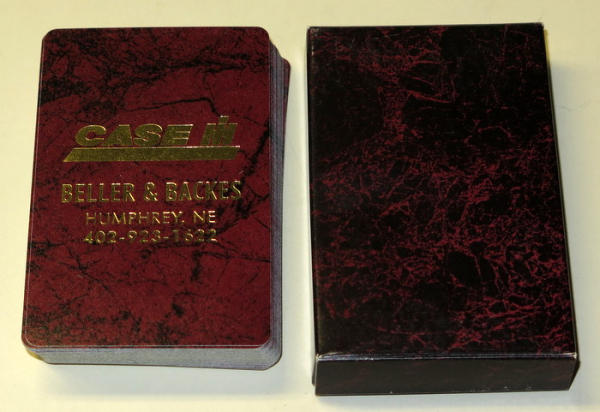 CASE IH
BELLER & BACKES
HUMPHREY, NE
402-923-1622